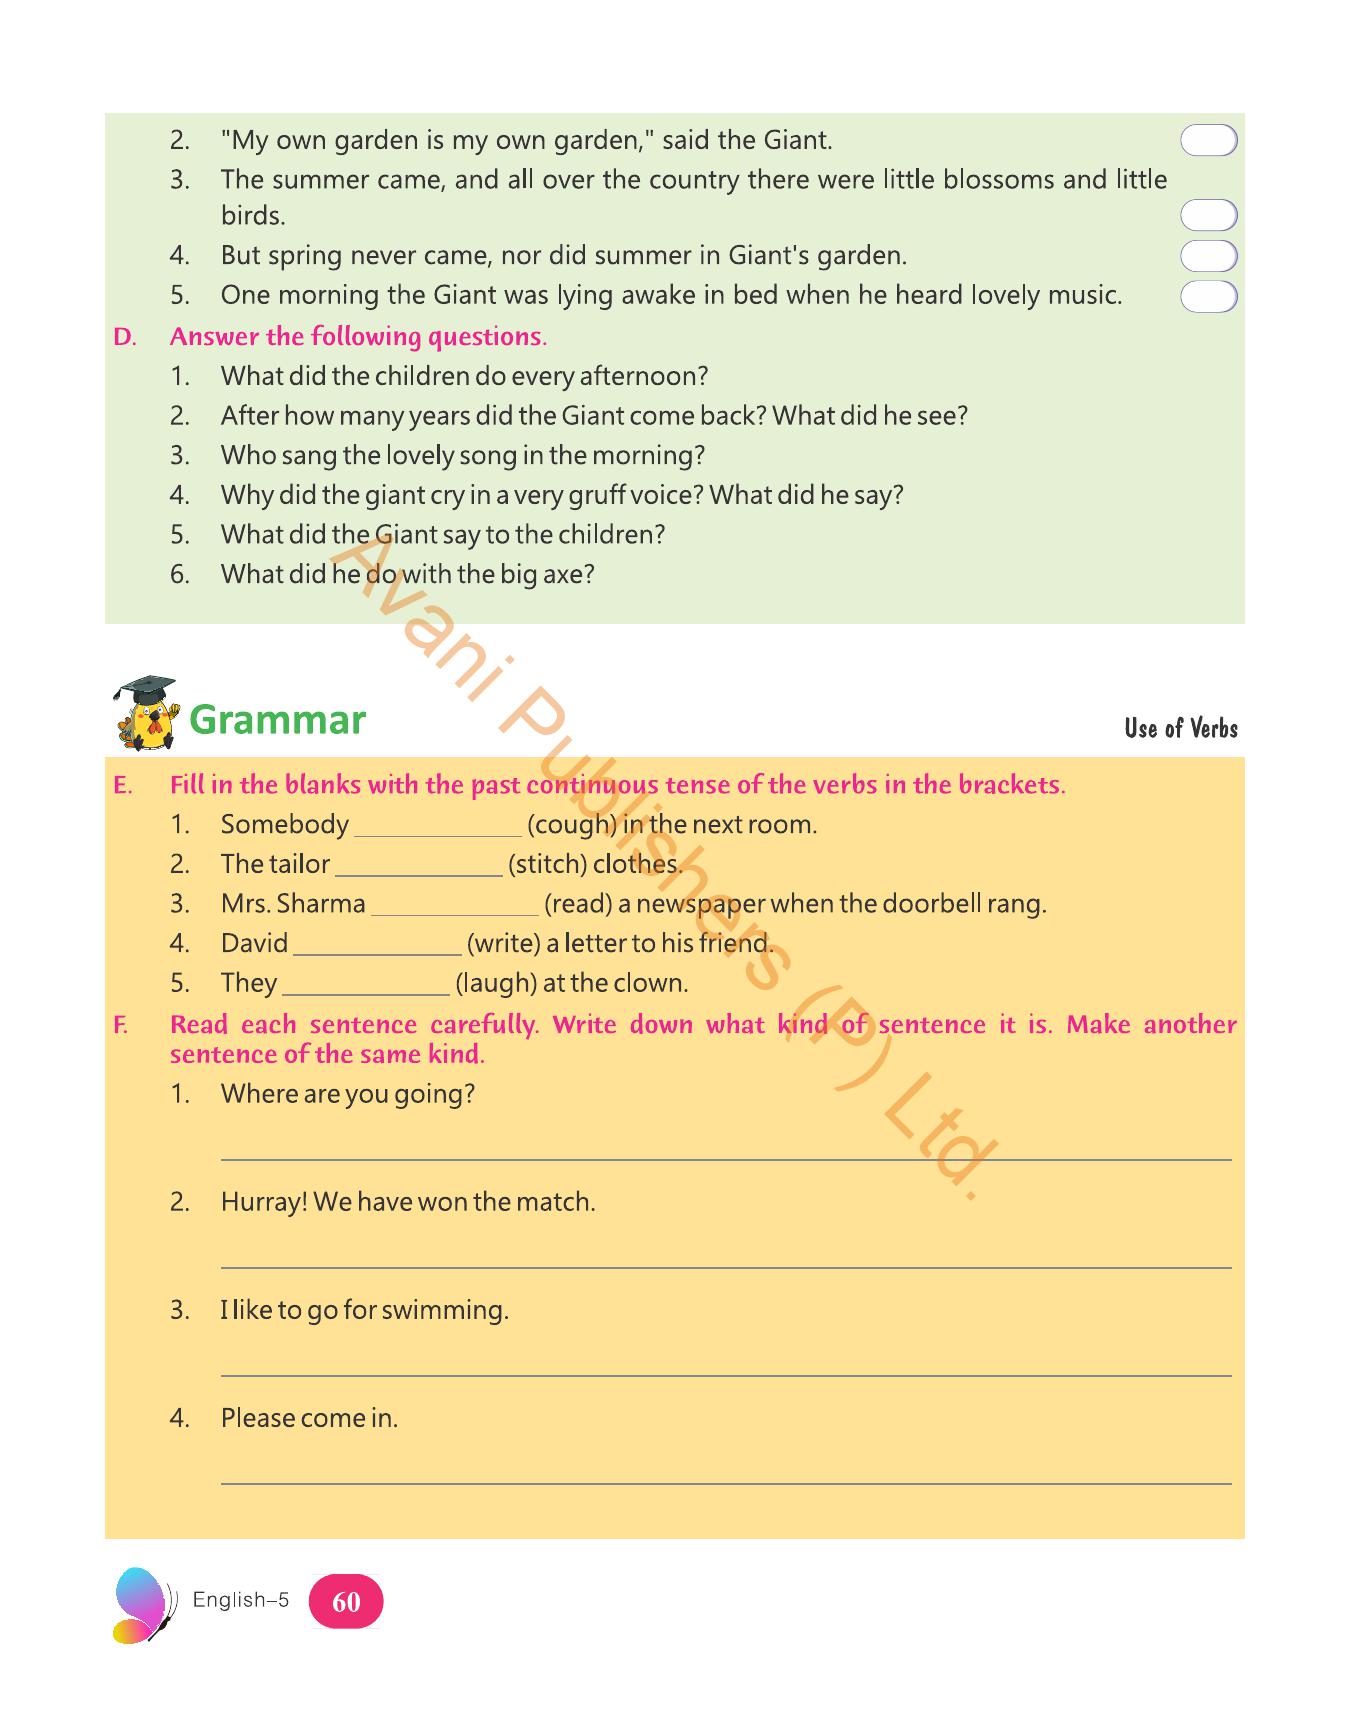 2. "My own garden is my own garden," said the Giant.
3. The summer came, and all over the country there were little blossoms and little
birds.
4. But spring never came, nor did summer in Giant's garden.
5. One morning the Giant was lying awake in bed when he heard lovely music.
D. Answer the following questions.
1. What did the children do every afternoon?
2. After how many years did the Giant come back? What did he see?
3. Who sang the lovely song in the morning?
4. Why did the giant cry in a very gruff voice? What did he say?
5. What did the Giant say to the children?
6. What did he do with the big axe?
Avani Publishers (P) Ltd.
Grammar
Use of Verbs
E. Fill in the blanks with the past continuous tense of the verbs in the brackets.
1. Somebody ____________ (cough) in the next room.
2. The tailor ____________ (stitch) clothes.
3. Mrs. Sharma ____________ (read) a newspaper when the doorbell rang.
4. David ____________ (write) a letter to his friend.
5. They ____________ (laugh) at the clown.
F. Read each sentence carefully. Write down what kind of sentence it is. Make another
sentence of the same kind.
1. Where are you going?
2. Hurray! We have won the match.
3. I like to go for swimming.
4. Please come in.
English–5
60